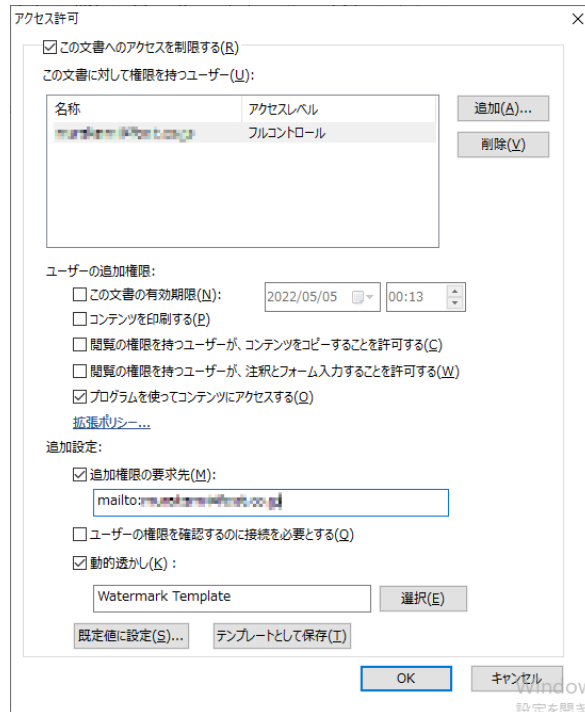 アクセス許可
この文書へのアクセスを制限する(R)
この文書に対して権限を持つユーザー(U):
名称 アクセスレベル
追加(A)...
フルコントロール
削除(V)
ユーザーの追加権限:
この文書の有効期限(N): 2022/05/05 00:13
コンテンツを印刷する(P)
閲覧の権限を持つユーザーが、コンテンツをコピーすることを許可する(C)
閲覧の権限を持つユーザーが、注釈とフォーム入力することを許可する(W)
プログラムを使ってコンテンツにアクセスする(O)
拡張ポリシー...
追加設定:
追加権限の要求先(M):
mailto:
ユーザーの権限を確認するのに接続を必要とする(Q)
動的透かし(K) :
Watermark Template 選択(E)
既定値に設定(S)... テンプレートとして保存(T)
OK キャンセル
Window
設定を開き